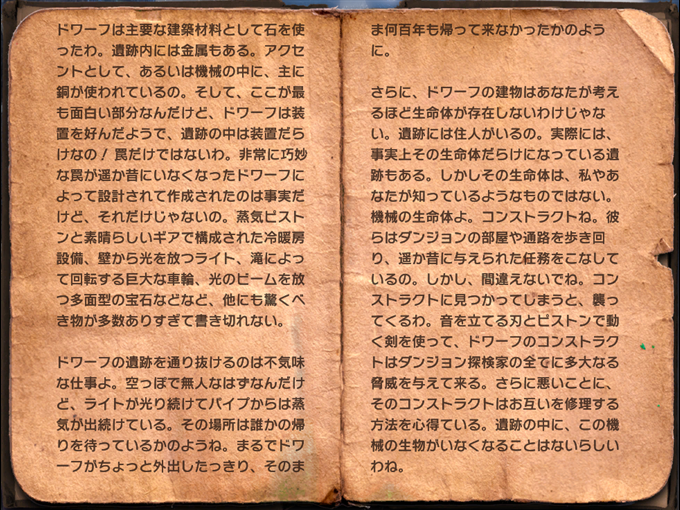 ドワーフは主要な建築材料として石を使
ったわ。遺跡内には金属もある。アクセ
ントとして、あるいは機械の中に、主に
銅が使われているの。そして、ここが最
も面白い部分なんだけど、ドワーフは装
置を好んだようで、遺跡の中は装置だら
けなの！ 罠だけではないわ。非常に巧妙
な罠が遥か昔にいなくなったドワーフに
よって設計されて作成されたのは事実だ
けど、それだけじゃないの。蒸気ピスト
ンと素晴らしいギアで構成された冷暖房
設備、壁から光を放つライト、滝によっ
て回転する巨大な車輪、光のビームを放
つ多面型の宝石などなど、他にも驚くべ
き物が多数ありすぎて書き切れない。
ドワーフの遺跡を通り抜けるのは不気味
な仕事よ。空っぽで無人なはずなんだけ
ど、ライトが光り続けてパイプからは蒸
気が出続けている。その場所は誰かの帰
りを待っているかのようね。まるでドワ
ーフがちょっと外出したっきり、そのま
ま何百年も帰って来なかったかのよう
に。
さらに、ドワーフの建物はあなたが考え
るほど生命体が存在しないわけじゃな
い。遺跡には住人がいるの。実際には、
事実上その生命体だらけになっている遺
跡もある。しかしその生命体は、私やあ
なたが知っているようなものではない。
機械の生命体よ。コンストラクトね。彼
らはダンジョンの部屋や通路を歩き回
り、遥か昔に与えられた任務をこなして
いるの。しかし、間違えないでね。コン
ストラクトに見つかってしまうと、襲っ
てくるわ。音を立てる刃とピストンで動
く剣を使って、ドワーフのコンストラク
トはダンジョン探検家の全てに多大なる
脅威を与えて来る。さらに悪いことに、
そのコンストラクトはお互いを修理する
方法を心得ている。遺跡の中に、この機
械の生物がいなくなることはないらしい
わね。